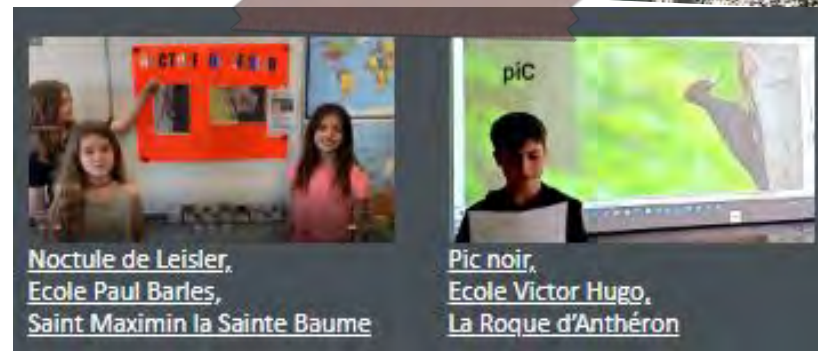 piC
Noctule de Leisler,
Ecole Paul Barles,
Saint Maximin la Sainte Baume
Pic noir,
Ecole Victor Hugo,
La Roque d'Anthéron